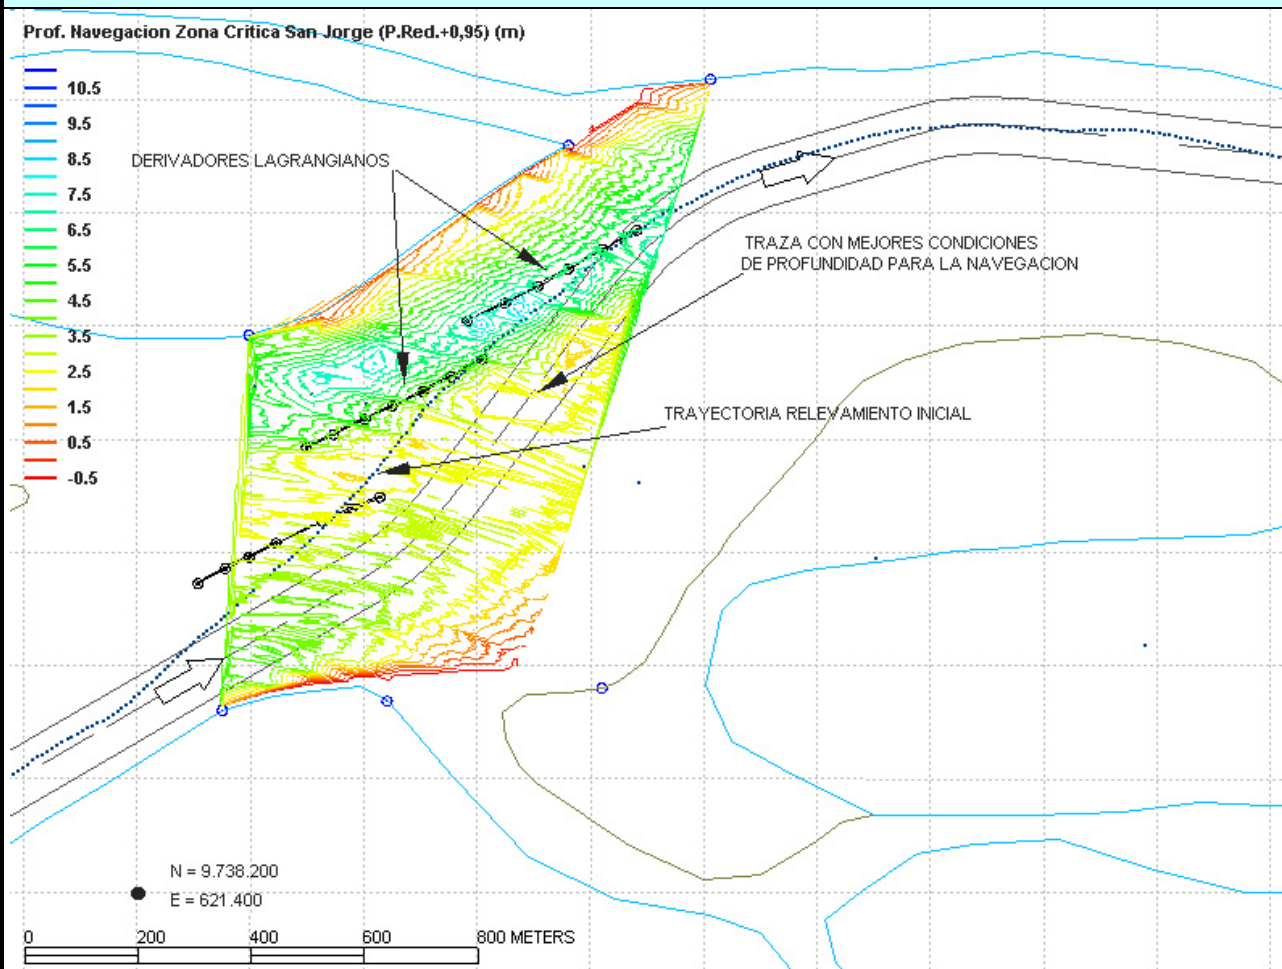 Prof. Navegacion Zona Critica San Jorge (P.Red.+0,95) (m)
10.5
9.5
8.5
7.5
6.5
5.5
4.5
3.5
2.5
1.5
0.5
-0.5
DERIVADORES LAGRANGIANOS
TRAZA CON MEJORES CONDICIONES
DE PROFUNDIDAD PARA LA NAVEGACION
TRAYECTORIA RELEVAMIENTO INICIAL
N = 9.738.200
E = 621.400
0 200 400 600 800 METERS